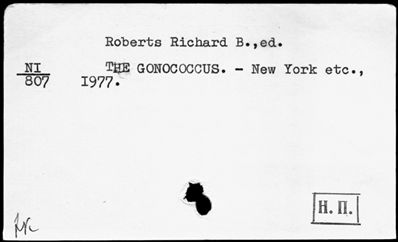 Roberts Richard B.,ed.
NI
807
THE GONOCOCCUS. - New York etc.,
1977.
Н. П.